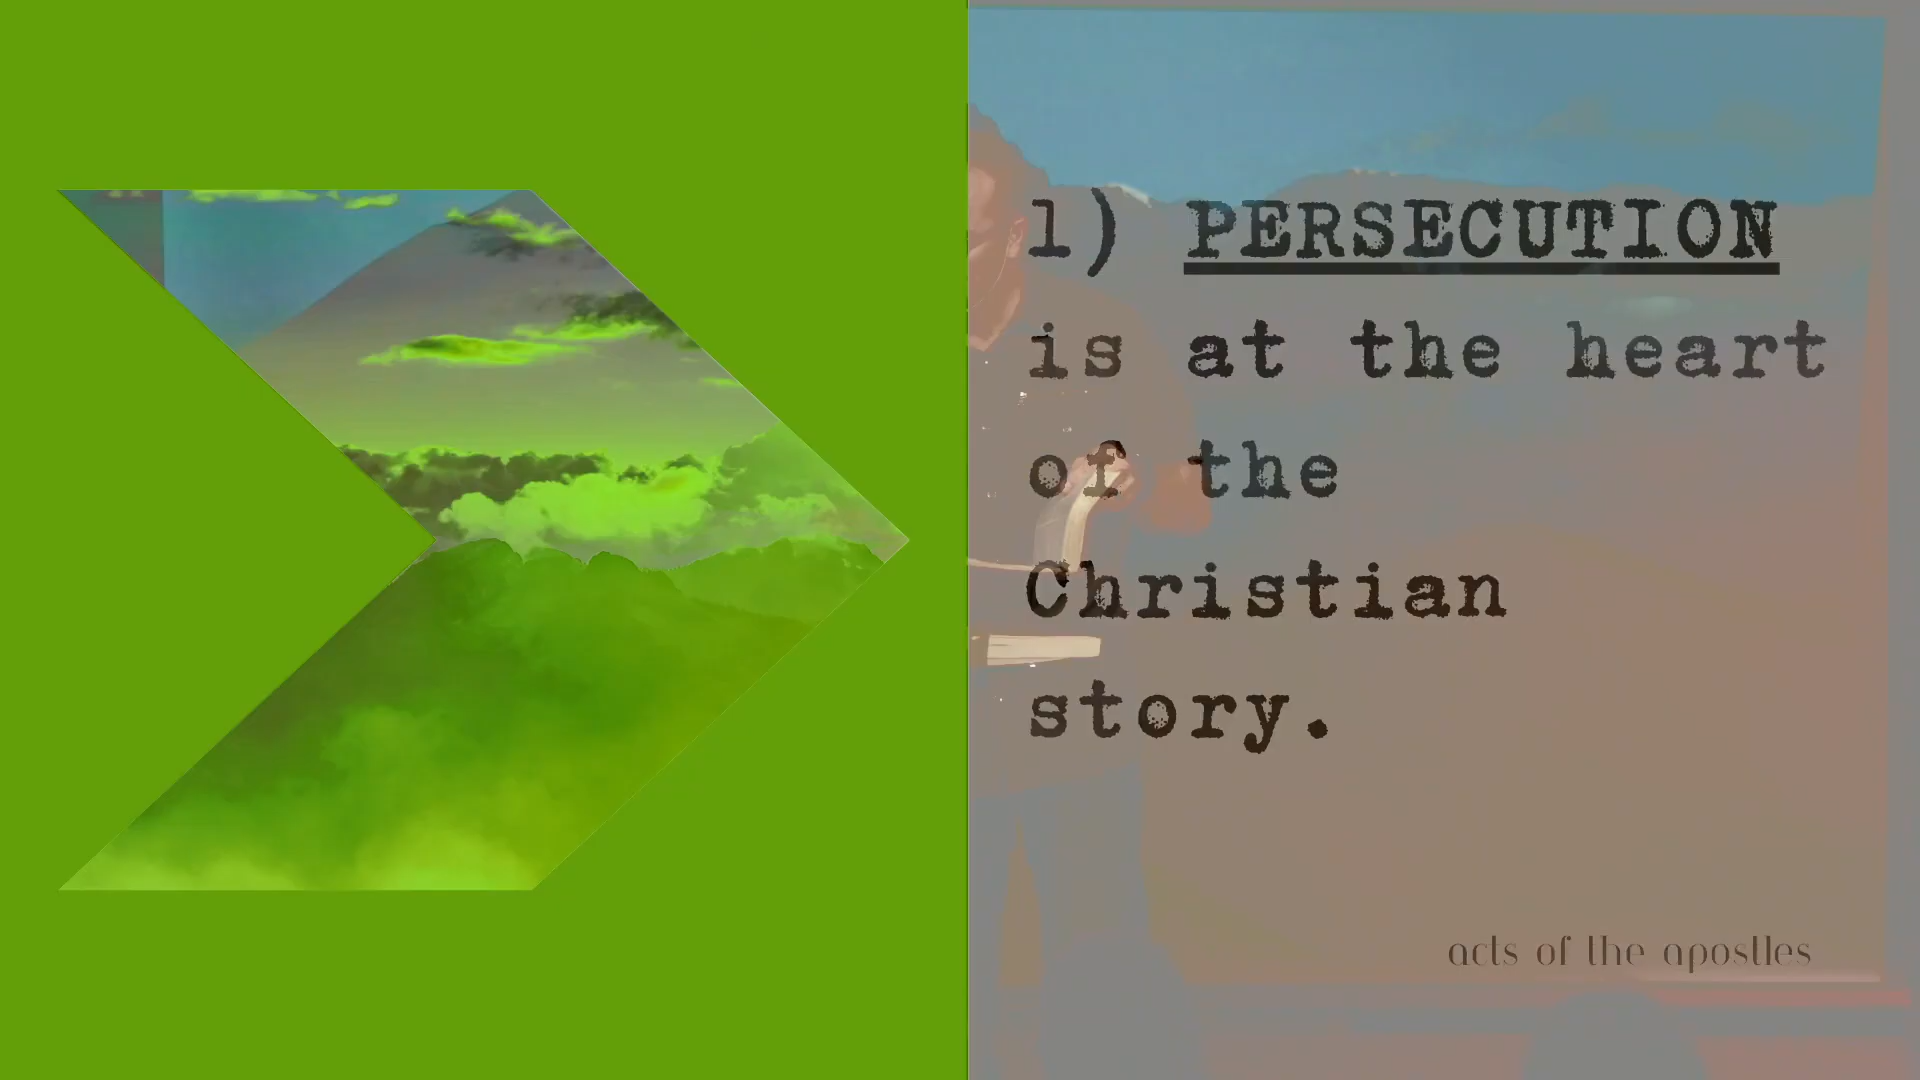 1) PERSECUTION
is at the heart
of the
Christian
story.
acts of the apostles